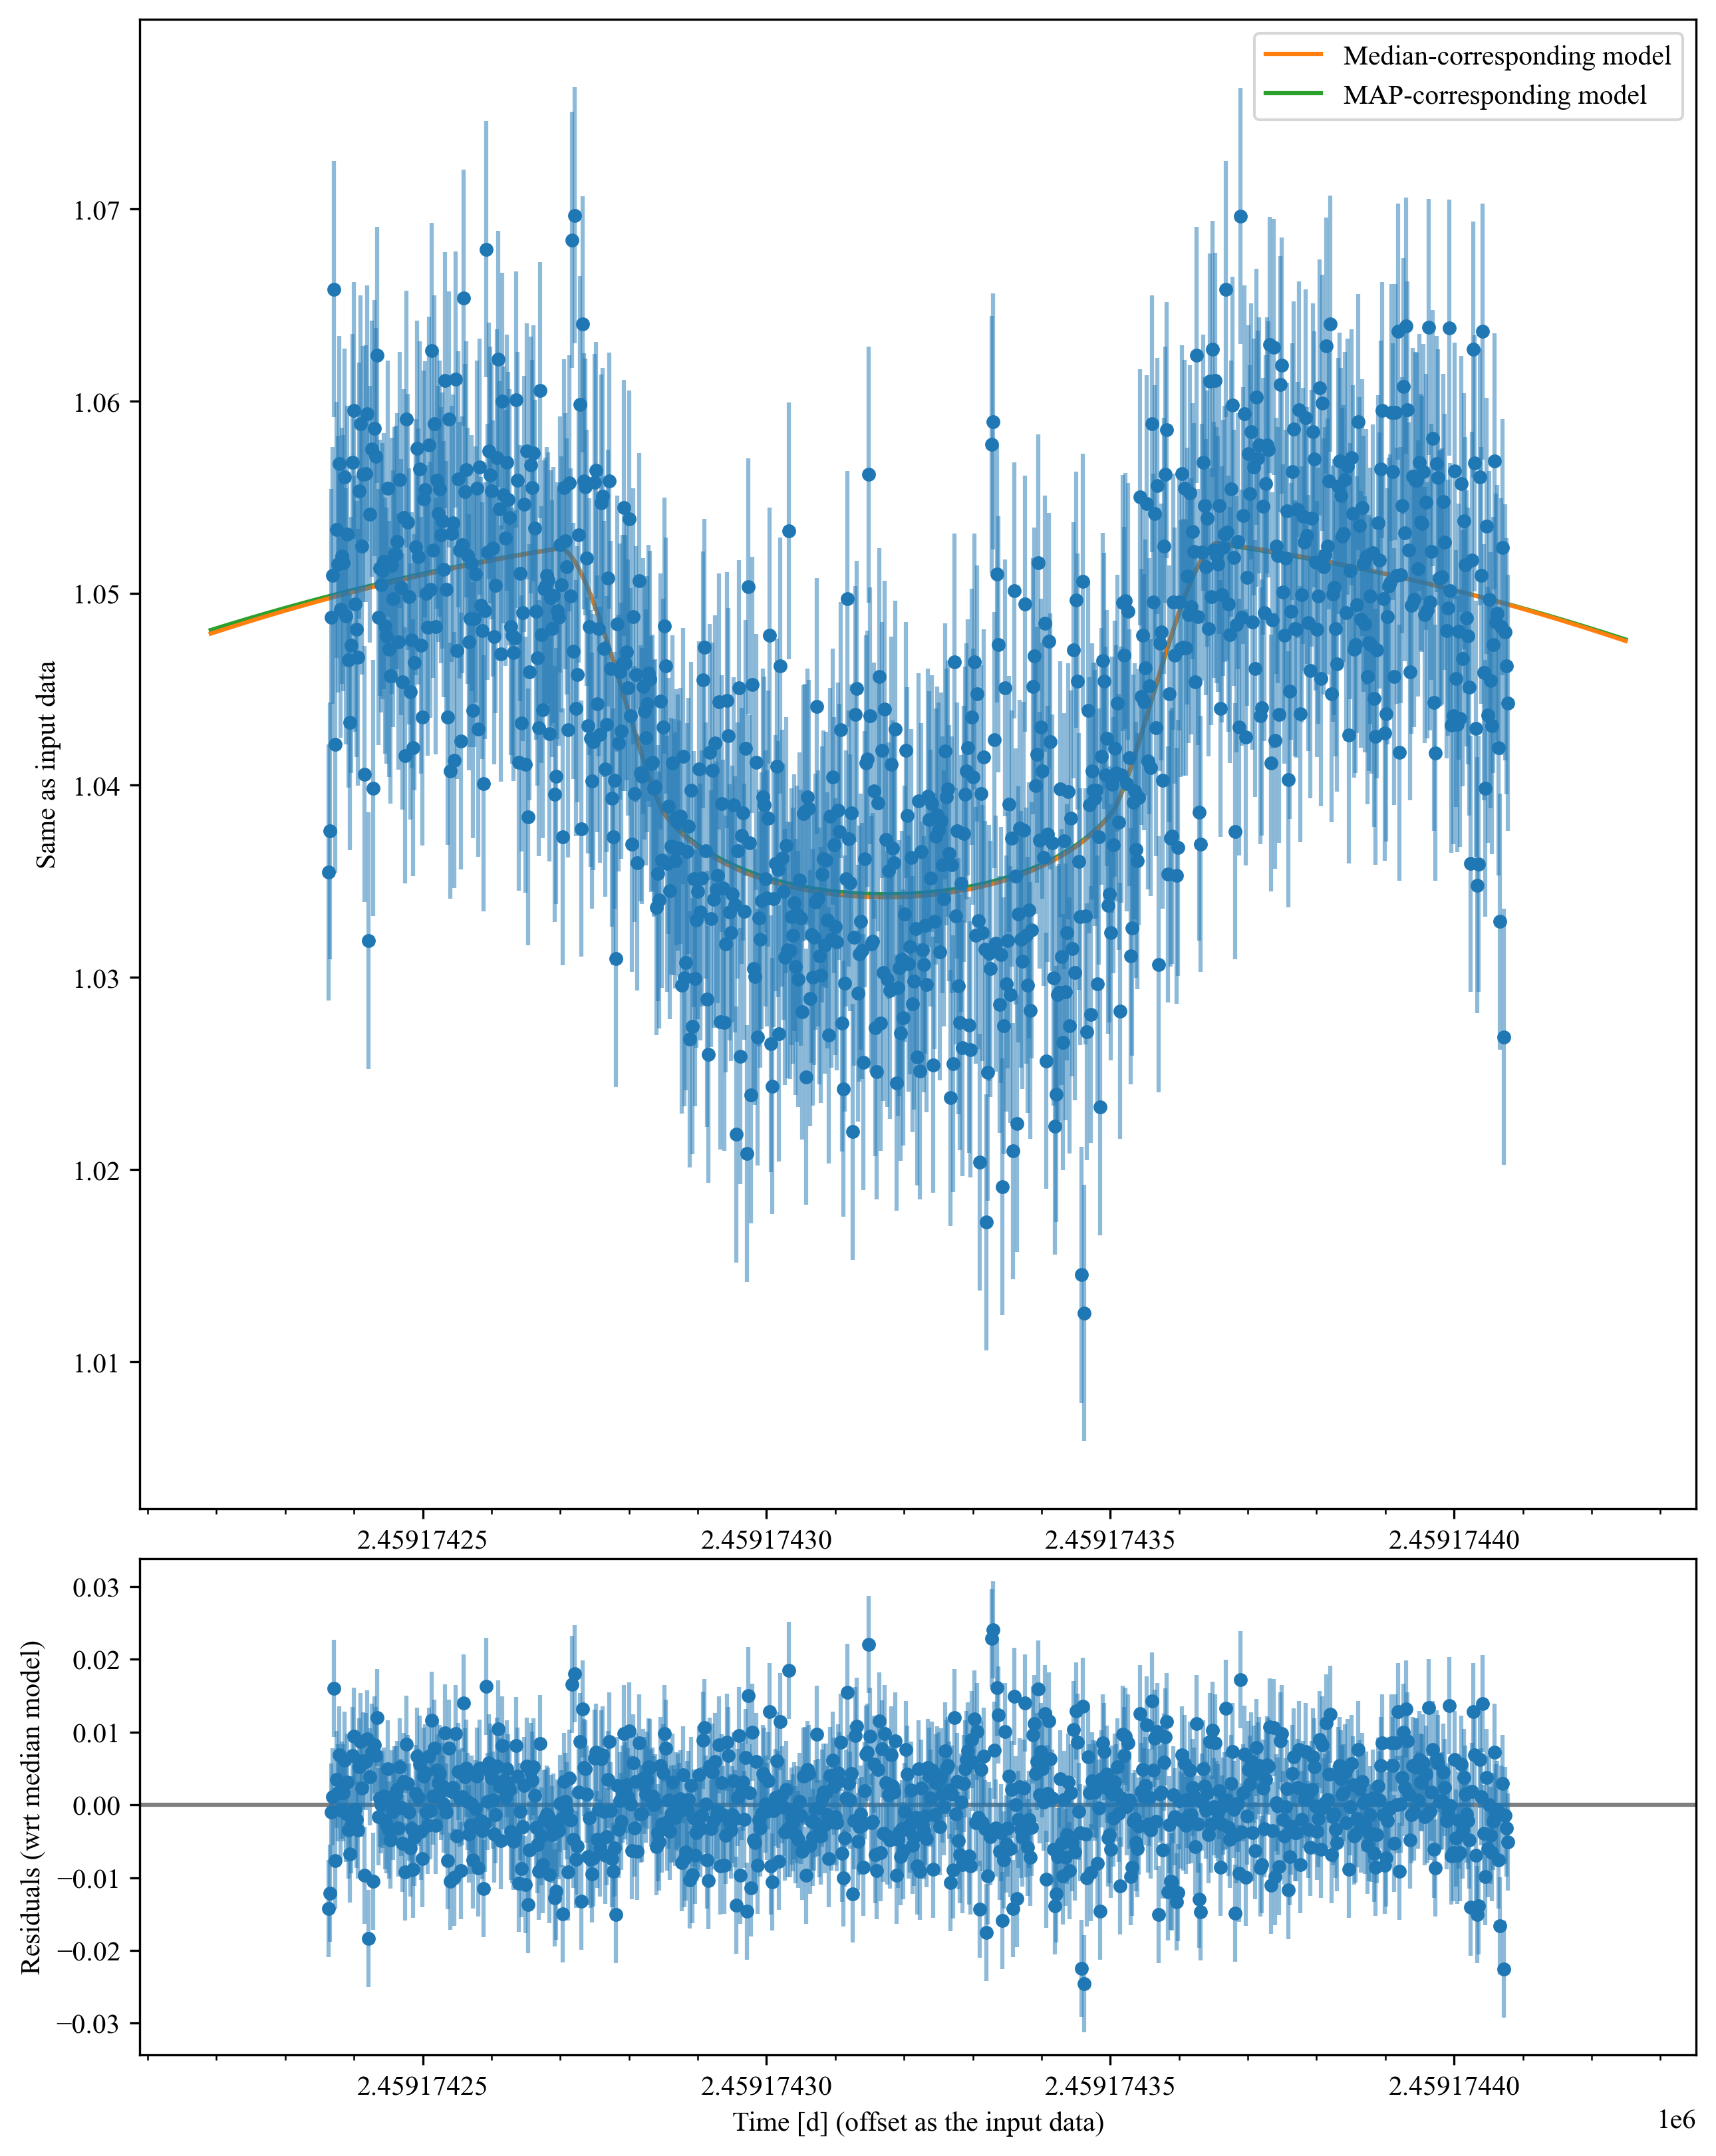 Median-corresponding model
MAP-corresponding model
Same as input data
1.07
1.06
1.05
1.04
1.03
1.02
1.01
2.45917425 2.45917430 2.45917435 2.45917440
Residuals (wrt median model)
0.03
0.02
0.01
0.00
−0.01
−0.02
−0.03
2.45917425 2.45917430 2.45917435 2.45917440
Time [d] (offset as the input data)
1e6